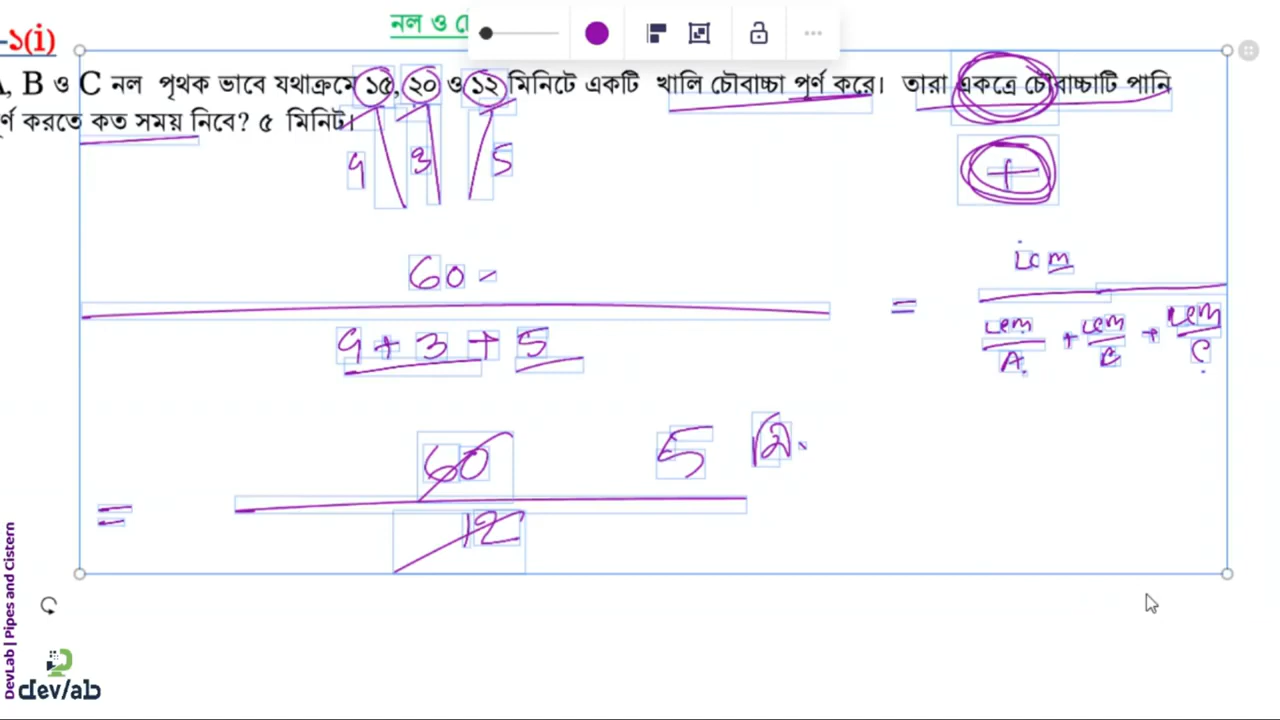 নল ও
-১(i)
A, B ও C নল পৃথক ভাবে যথাক্রমে ১৫, ২০ ও ১২ মিনিটে একটি খালি চৌবাচ্চা পূর্ণ করে। তারা একত্রে চৌবাচ্চাটি পানি
পূর্ণ করতে কত সময় নিবে? ৫ মিনিট।
4 3 5
+
60
4 + 3 + 5
=
lcm
lcm/A + lcm/B + lcm/C
=
60
12
5 মি.
DevLab | Pipes and Cistern
dev/ab